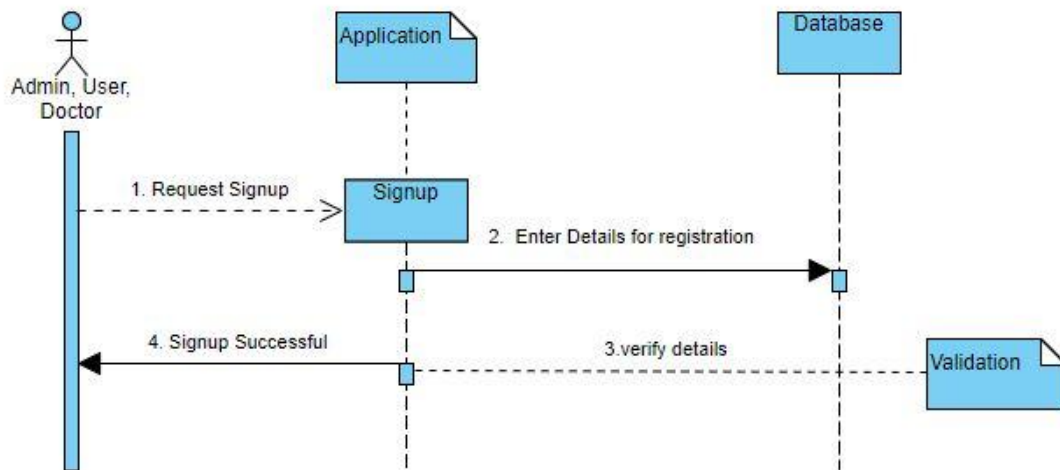 Application
Database
Admin, User,
Doctor
1. Request Signup
Signup
2. Enter Details for registration
4. Signup Successful
3.verify details
Validation